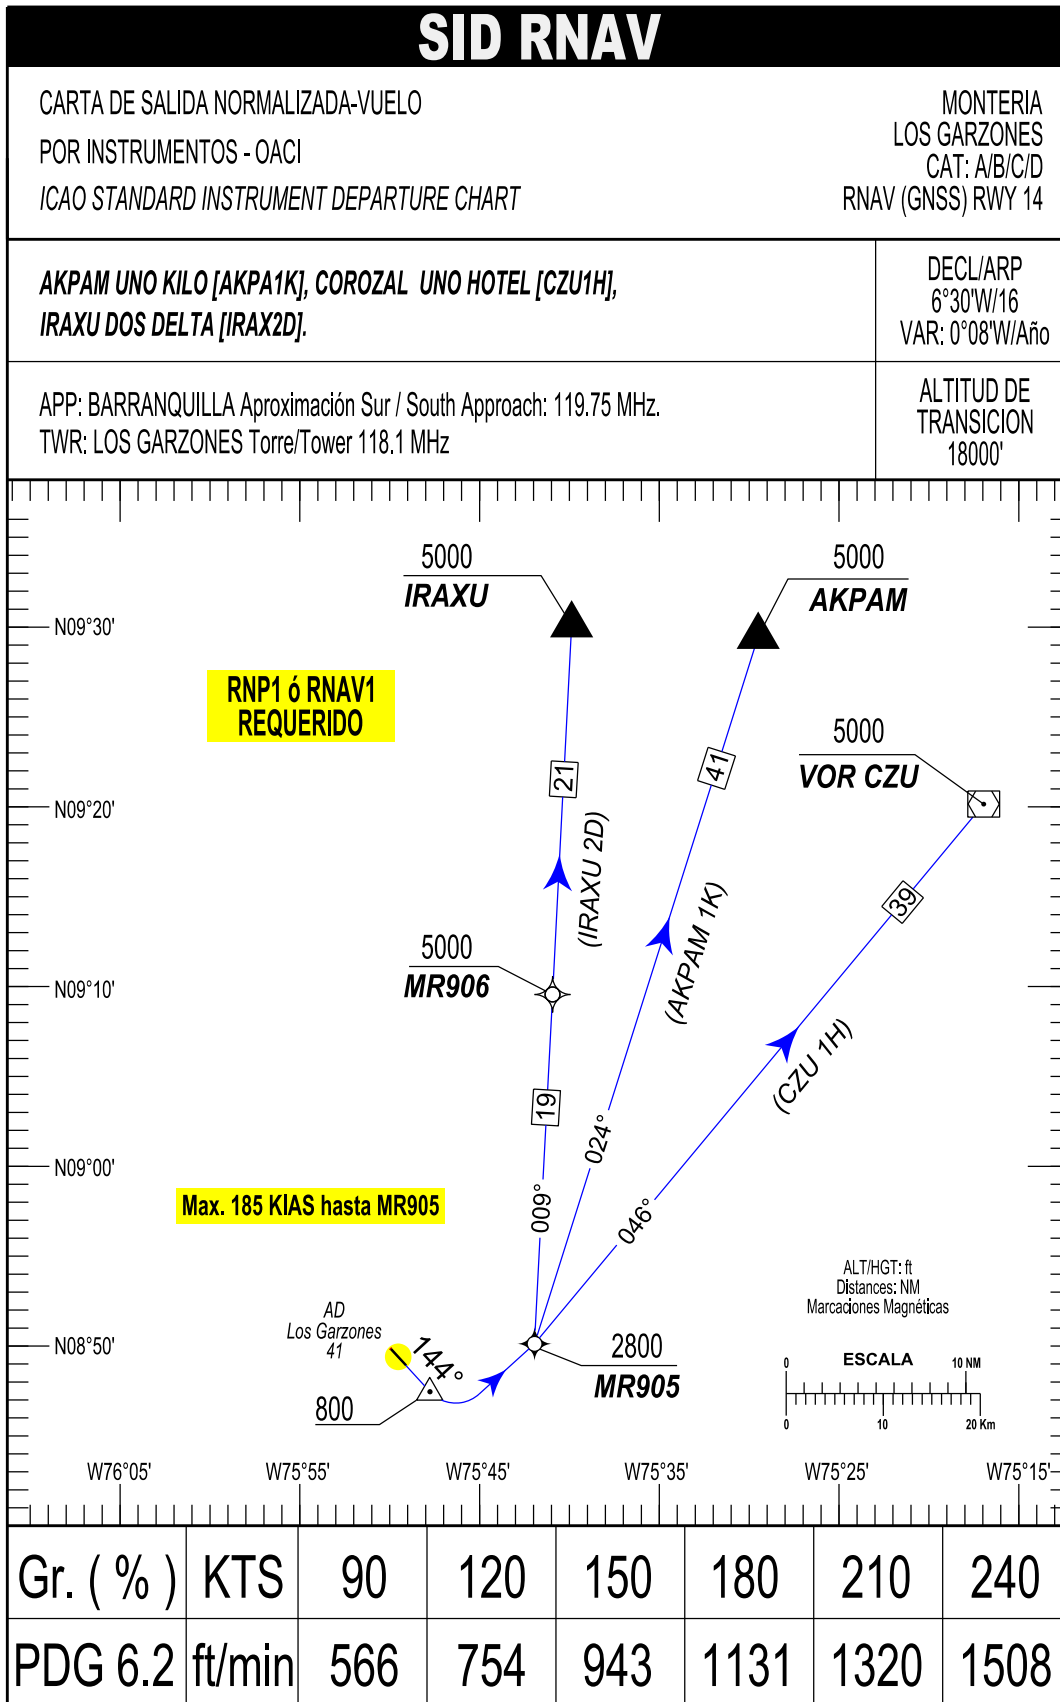 SID RNAV
CARTA DE SALIDA NORMALIZADA-VUELO
POR INSTRUMENTOS - OACI
ICAO STANDARD INSTRUMENT DEPARTURE CHART
MONTERIA
LOS GARZONES
CAT: A/B/C/D
RNAV (GNSS) RWY 14
AKPAM UNO KILO [AKPA1K], COROZAL UNO HOTEL [CZU1H],
IRAXU DOS DELTA [IRAX2D].
DECL/ARP
6°30'W/16
VAR: 0°08'W/Año
APP: BARRANQUILLA Aproximación Sur / South Approach: 119.75 MHz.
TWR: LOS GARZONES Torre/Tower 118.1 MHz
ALTITUD DE
TRANSICION
18000'
5000
IRAXU
5000
AKPAM
N09°30'
RNP1 ó RNAV1
REQUERIDO
5000
VOR CZU
21
41
N09°20'
(IRAXU 2D)
39
(AKPAM 1K)
5000
MR906
N09°10'
(CZU 1H)
19
024°
N09°00'
Max. 185 KIAS hasta MR905
009°
046°
ALT/HGT: ft
Distances: NM
Marcaciones Magnéticas
AD
Los Garzones
41
N08°50'
144°
2800
MR905
800
0 ESCALA 10 NM
0 10 20 Km
W76°05' W75°55' W75°45' W75°35' W75°25' W75°15'
Gr. ( % ) KTS 90 120 150 180 210 240
PDG 6.2 ft/min 566 754 943 1131 1320 1508